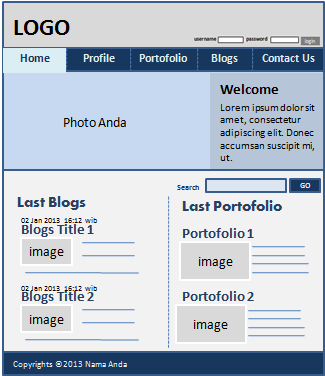 LOGO
username password login
Home Profile Portofolio Blogs Contact Us
Photo Anda
Welcome
Lorem ipsum dolor sit
amet, consectetur
adipiscing elit. Donec
accumsan suscipit mi,
ut.
Search GO
Last Blogs
02 Jan 2013 16:12 wib
Blogs Title 1
image
02 Jan 2013 16:12 wib
Blogs Title 2
image
Last Portofolio
Portofolio 1
image
Portofolio 2
image
Copyrights ©2013 Nama Anda